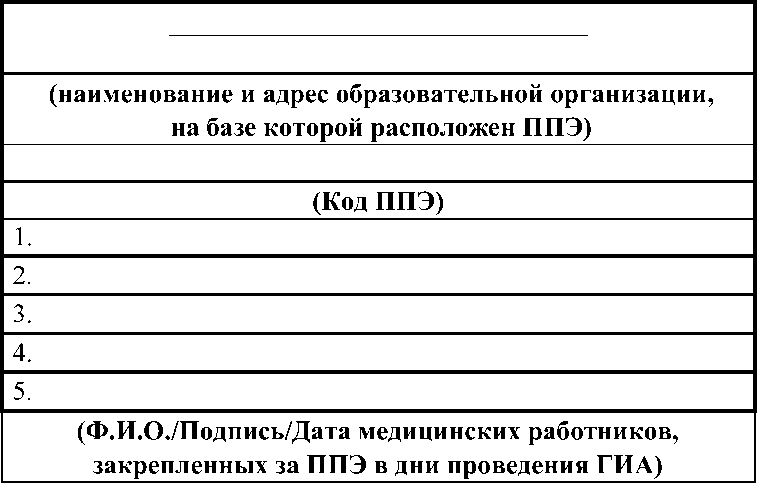 (наименование и адрес образовательной организации,
на базе которой расположен ППЭ)
(Код ППЭ)
1.
2.
3.
4.
5.
(Ф.И.О./Подпись/Дата медицинских работников,
закрепленных за ППЭ в дни проведения ГИА)